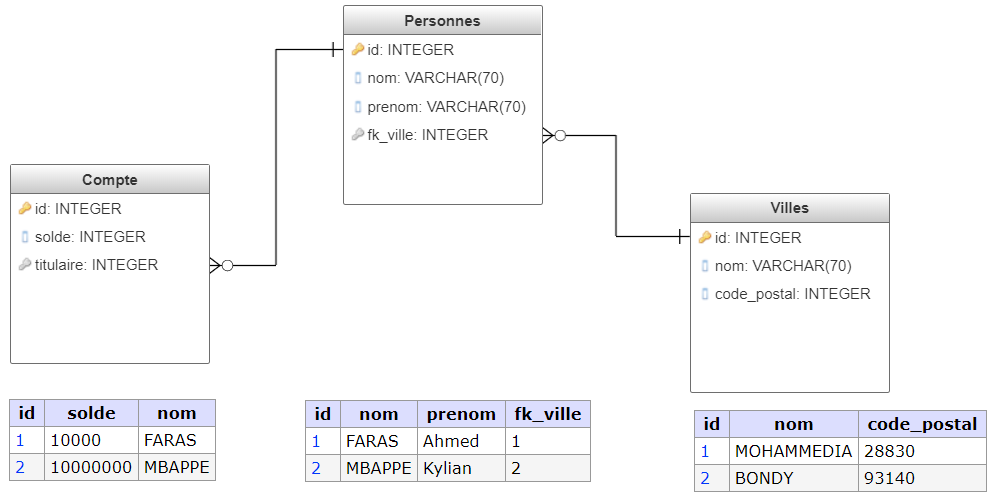 Personnes
id: INTEGER
nom: VARCHAR(70)
prenom: VARCHAR(70)
fk_ville: INTEGER
Compte
id: INTEGER
solde: INTEGER
titulaire: INTEGER
Villes
id: INTEGER
nom: VARCHAR(70)
code_postal: INTEGER
id solde nom
1 10000 FARAS
2 10000000 MBAPPE
id nom prenom fk_ville
1 FARAS Ahmed 1
2 MBAPPE Kylian 2
id nom code_postal
1 MOHAMMEDIA 28830
2 BONDY 93140